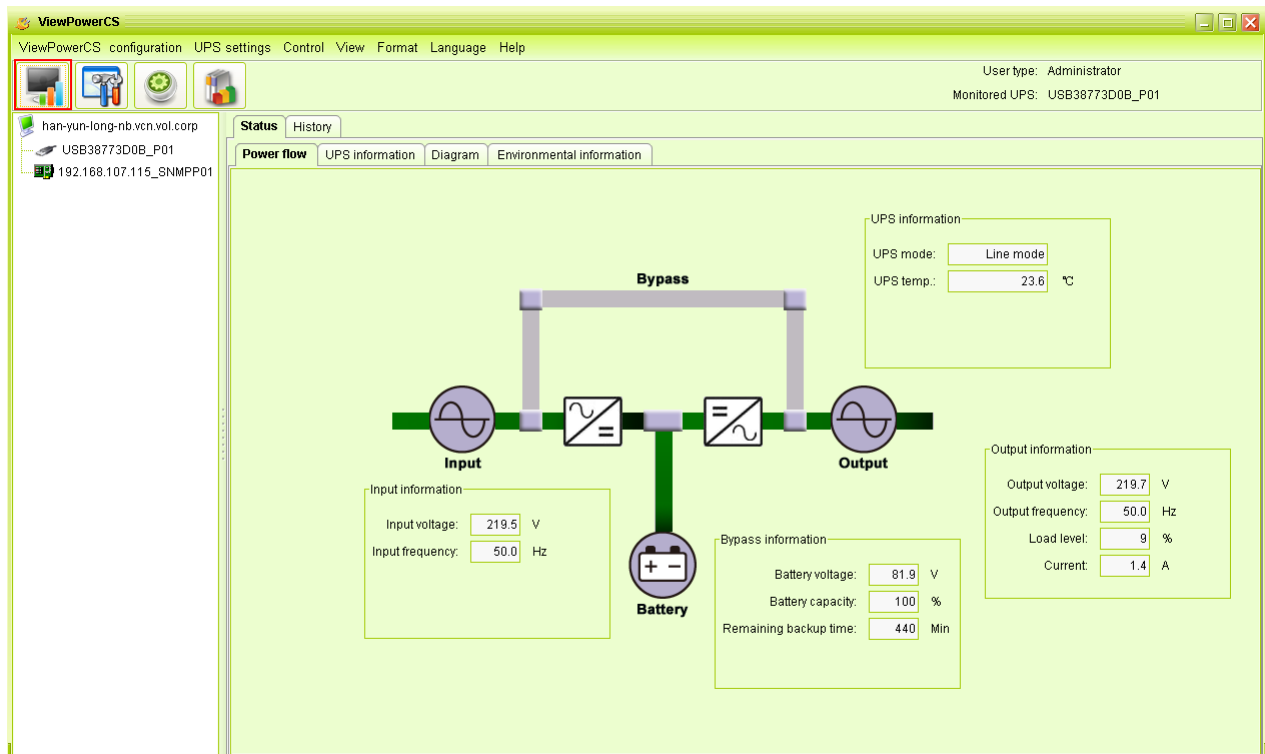 ViewPowerCS
ViewPowerCS configuration UPS settings Control View Format Language Help
User type: Administrator
Monitored UPS: USB38773D0B_P01
han-yun-long-nb.vcn.vol.corp
USB38773D0B_P01
192.168.107.115_SNMPP01
Status History
Power flow UPS information Diagram Environmental information
UPS information
UPS mode: Line mode
UPS temp.: 23.6 ℃
Bypass
Input
Output
Input information
Input voltage: 219.5 V
Input frequency: 50.0 Hz
Battery
Bypass information
Battery voltage: 81.9 V
Battery capacity: 100 %
Remaining backup time: 440 Min
Output information
Output voltage: 219.7 V
Output frequency: 50.0 Hz
Load level: 9 %
Current: 1.4 A